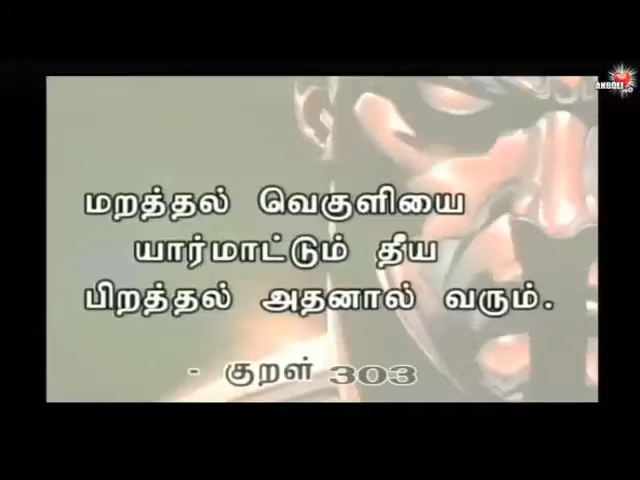 மறத்தல் வெகுளியை
யார்மாட்டும் தீய
பிறத்தல் அதனால் வரும்.
- குறள் 303